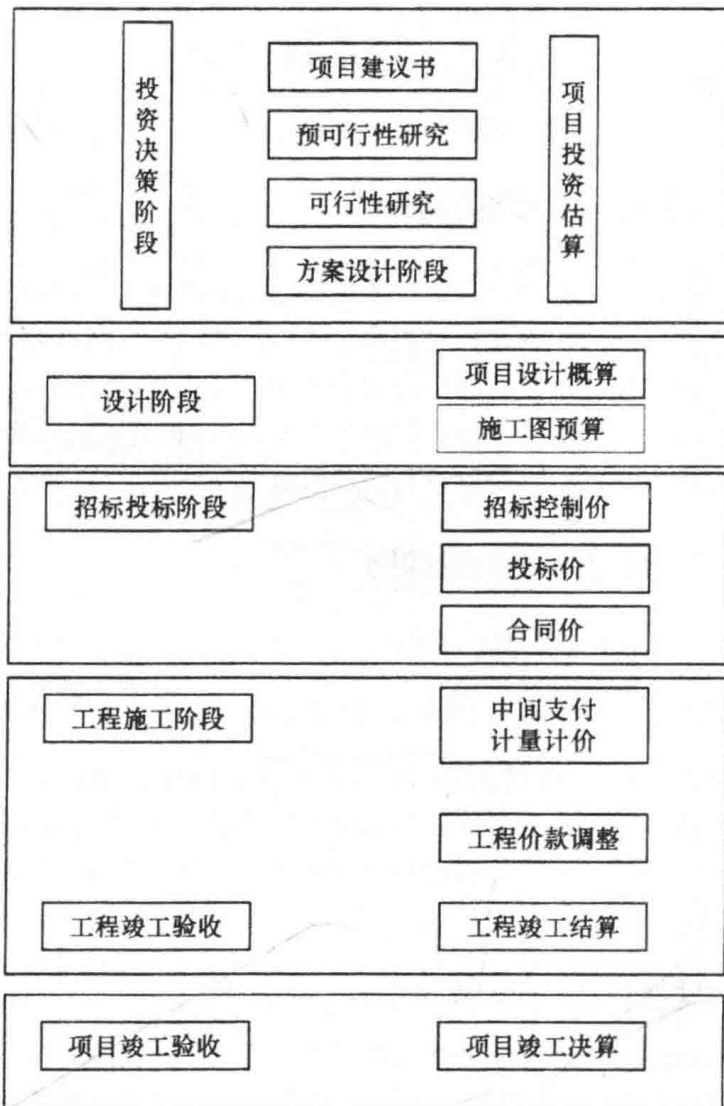 投资决策阶段
项目建议书
预可行性研究
可行性研究
方案设计阶段
项目投资估算
设计阶段
项目设计概算
施工图预算
招标投标阶段
招标控制价
投标价
合同价
工程施工阶段
中间支付
计量计价
工程价款调整
工程竣工验收
工程竣工结算
项目竣工验收
项目竣工决算